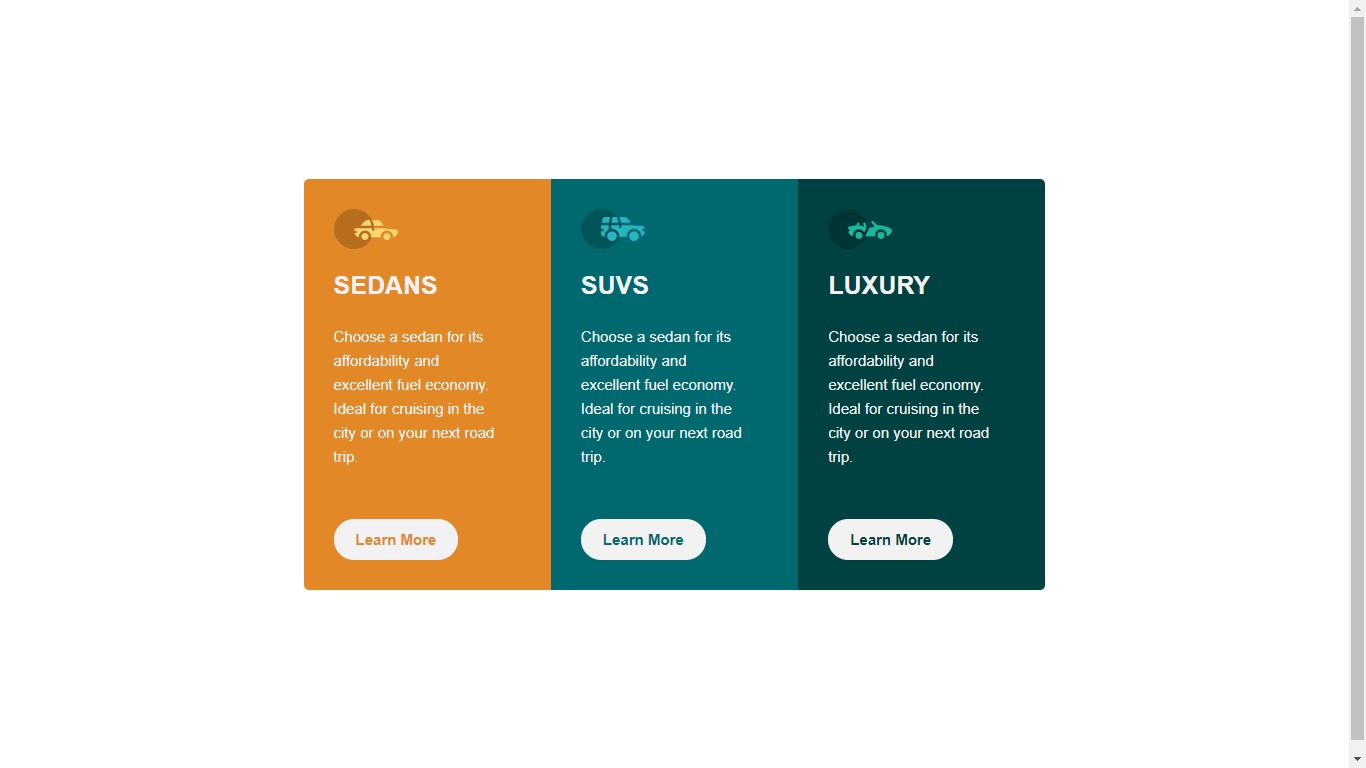 SEDANS
Choose a sedan for its
affordability and
excellent fuel economy.
Ideal for cruising in the
city or on your next road
trip.
Learn More
SUVS
Choose a sedan for its
affordability and
excellent fuel economy.
Ideal for cruising in the
city or on your next road
trip.
Learn More
LUXURY
Choose a sedan for its
affordability and
excellent fuel economy.
Ideal for cruising in the
city or on your next road
trip.
Learn More